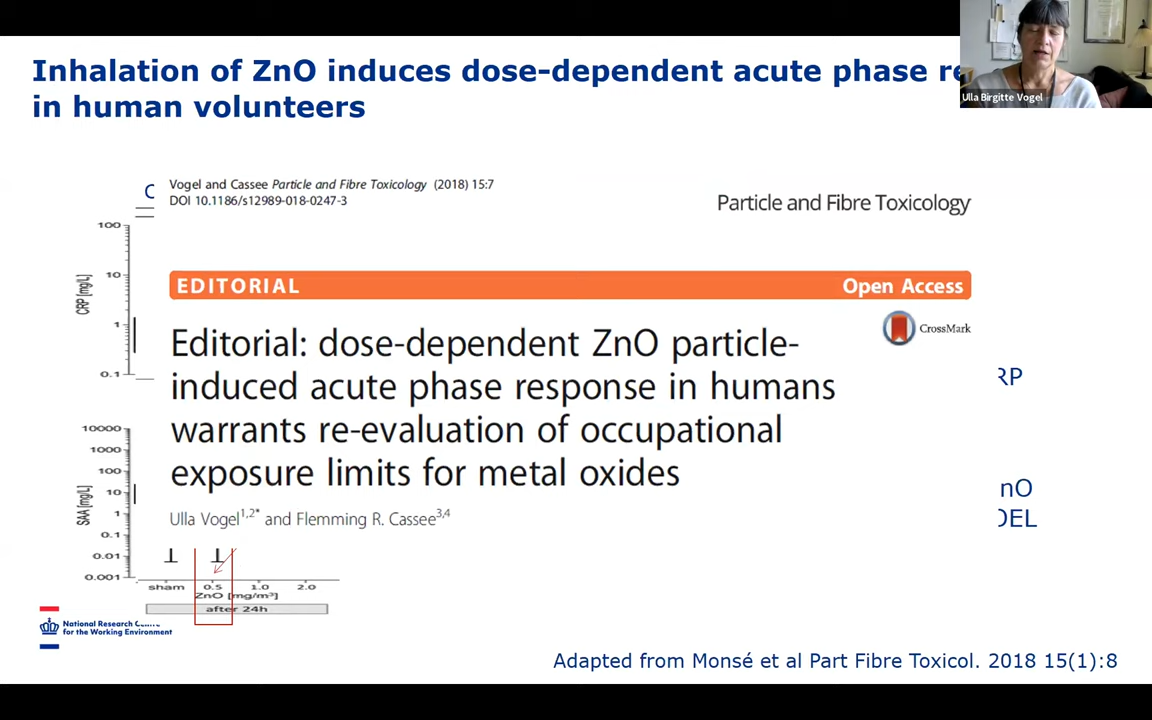 Inhalation of ZnO induces dose-dependent acute phase re
in human volunteers
Ulla Birgitte Vogel
C
Vogel and Cassee Particle and Fibre Toxicology (2018) 15:7
DOI 10.1186/s12989-018-0247-3
Particle and Fibre Toxicology
EDITORIAL
Open Access
CrossMark
Editorial: dose-dependent ZnO particle-
induced acute phase response in humans
warrants re-evaluation of occupational
exposure limits for metal oxides
Ulla Vogel1,2* and Flemming R. Cassee3,4
100
10
1
0.1
CRP [mg/L]
10000
1000
100
10
1
0.1
0.01
0.001
SAA [mg/L]
sham 0.5 1.0 2.0
ZnO [mg/m³]
after 24h
RP
nO
DEL
National Research Centre
for the Working Environment
Adapted from Monsé et al Part Fibre Toxicol. 2018 15(1):8